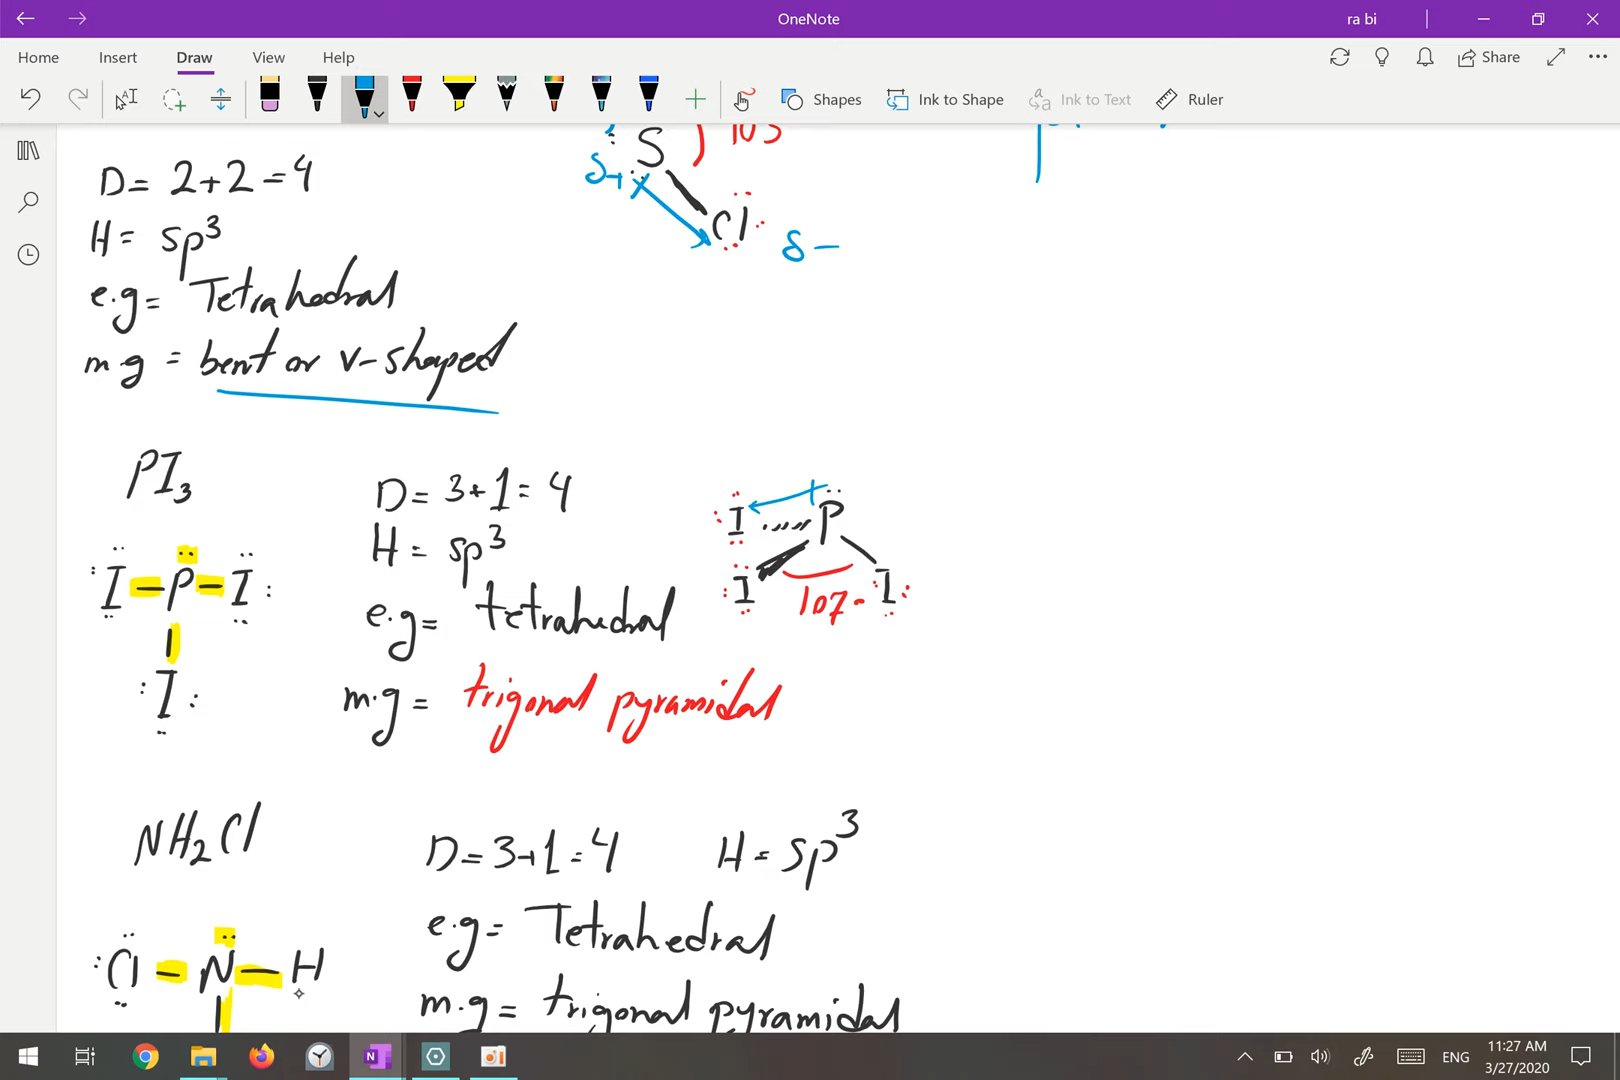 OneNote
ra bi
Home Insert Draw View Help
Share
Shapes
Ink to Shape
Ink to Text
Ruler
S
105
δ+
Cl
δ-
D= 2+2=4
H= sp3
e.g= Tetrahedral
mg = bent or v-shaped
PI3
D= 3+1= 4
H = sp3
e.g= tetrahedral
m.g = trigonal pyramidal
I-P-I
I
I P
I I
107°
NH2Cl
D=3+1=4 H= sp3
e.g= Tetrahedral
m.g= trigonal pyramidal
Cl - N - H
ENG
11:27 AM
3/27/2020